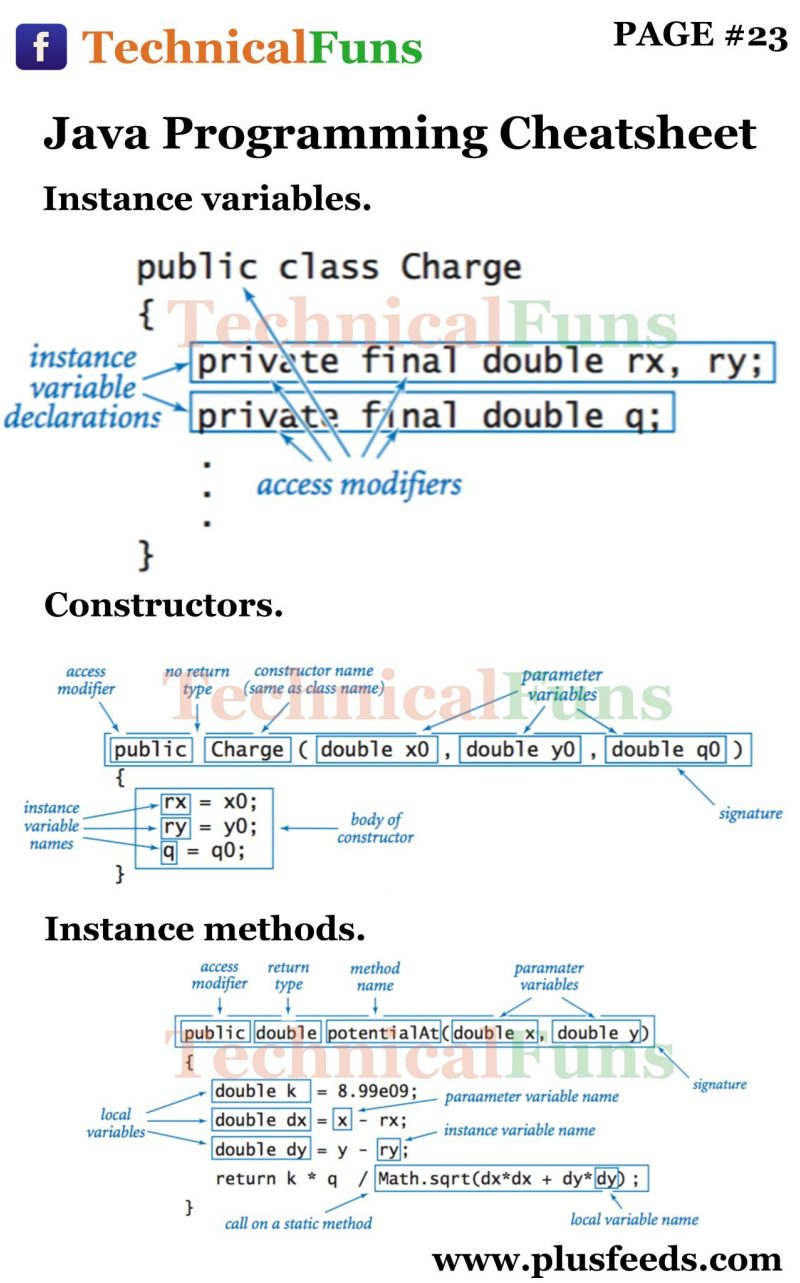 f TechnicalFuns
PAGE #23
Java Programming Cheatsheet
Instance variables.
public class Charge
{
TechnicalFuns
instance
variable
declarations
private final double rx, ry;
private final double q;
.
.
.
access modifiers
}
Constructors.
access
modifier
no return
type
constructor name
(same as class name)
parameter
variables
TechnicalFuns
public Charge ( double x0 , double y0 , double q0 )
{
instance
variable
names
rx = x0;
ry = y0;
q = q0;
body of
constructor
signature
}
Instance methods.
access
modifier
return
type
method
name
paramater
variables
public double potentialAt(double x, double y)
TechnicalFuns
{
signature
local
variables
double k = 8.99e09;
paraameter variable name
double dx = x - rx;
instance variable name
double dy = y - ry;
return k * q / Math.sqrt(dx*dx + dy*dy) ;
}
call on a static method
local variable name
www.plusfeeds.com